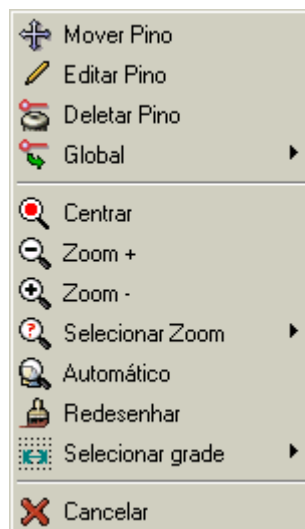 Mover Pino
Editar Pino
Deletar Pino
Global
Centrar
Zoom +
Zoom -
Selecionar Zoom
Automático
Redesenhar
Selecionar grade
Cancelar